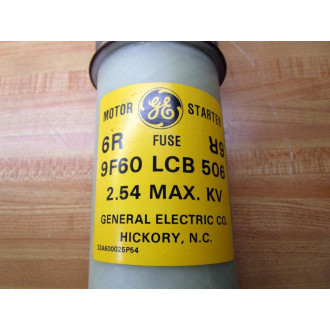 MOTOR GE STARTER
6R FUSE 6R
9F60 LCB 506
2.54 MAX. KV
GENERAL ELECTRIC CO.
HICKORY, N.C.